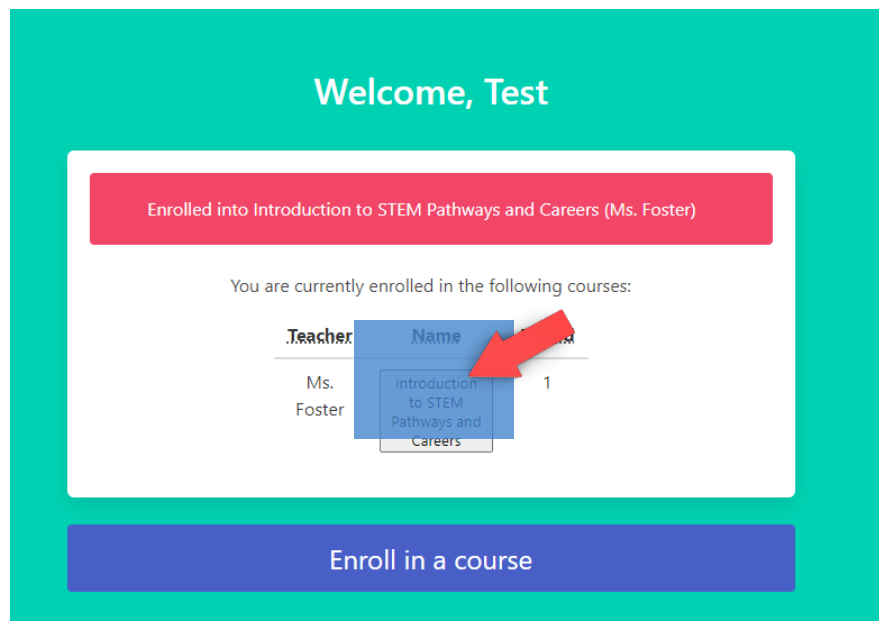 Welcome, Test
Enrolled into Introduction to STEM Pathways and Careers (Ms. Foster)
You are currently enrolled in the following courses:
Teacher Name
Ms. Foster
Introduction
to STEM
Pathways and
Careers
1
Enroll in a course